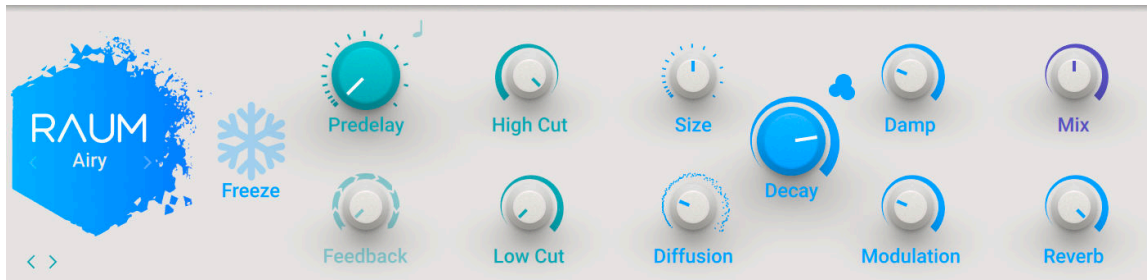 RAUM
Airy
Freeze
Predelay
High Cut
Size
Damp
Mix
Decay
Feedback
Low Cut
Diffusion
Modulation
Reverb